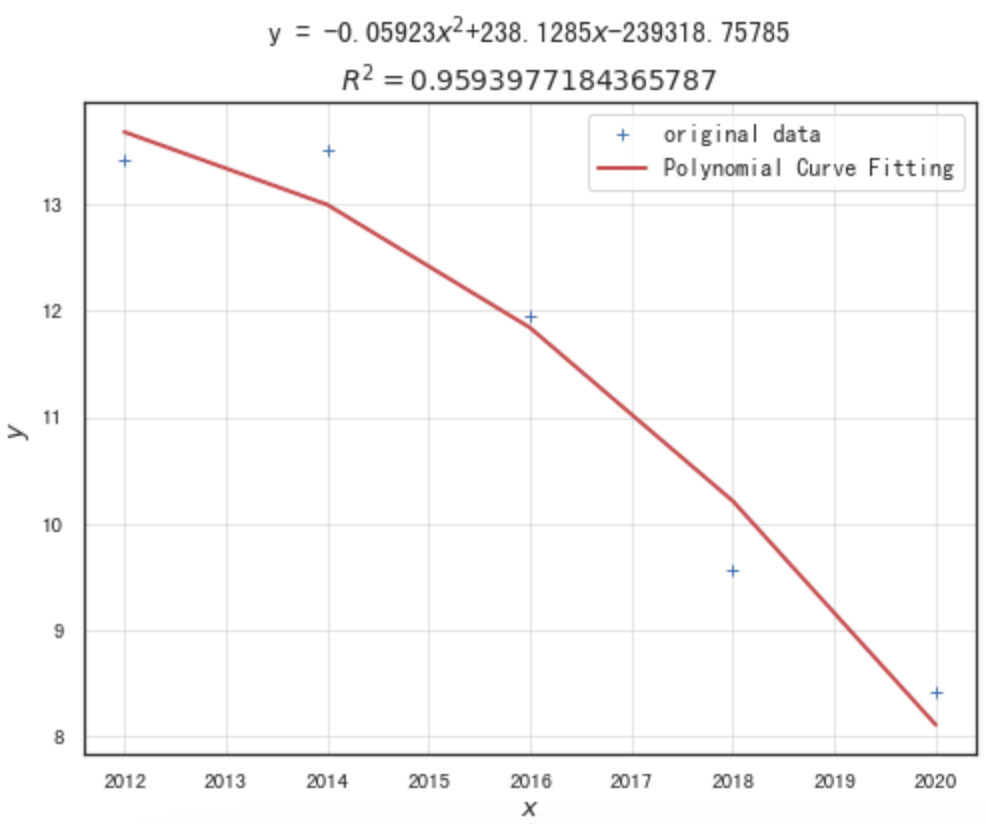 y = −0.05923x²+238.1285x−239318.75785
R² = 0.9593977184365787
original data
Polynomial Curve Fitting
13
12
11
10
9
8
y
2012 2013 2014 2015 2016 2017 2018 2019 2020
x